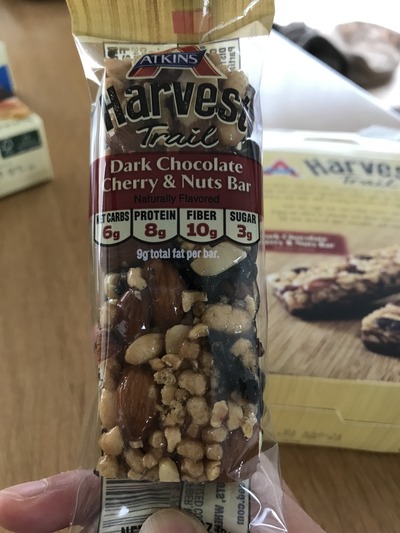 ATKINS
Harvest
Trail
Dark Chocolate
Cherry & Nuts Bar
Naturally Flavored
NET CARBS PROTEIN FIBER SUGAR
6g 8g 10g 3g
9g total fat per bar.
Harvest
Trail
Dark Chocolate
Cherry & Nuts Bar